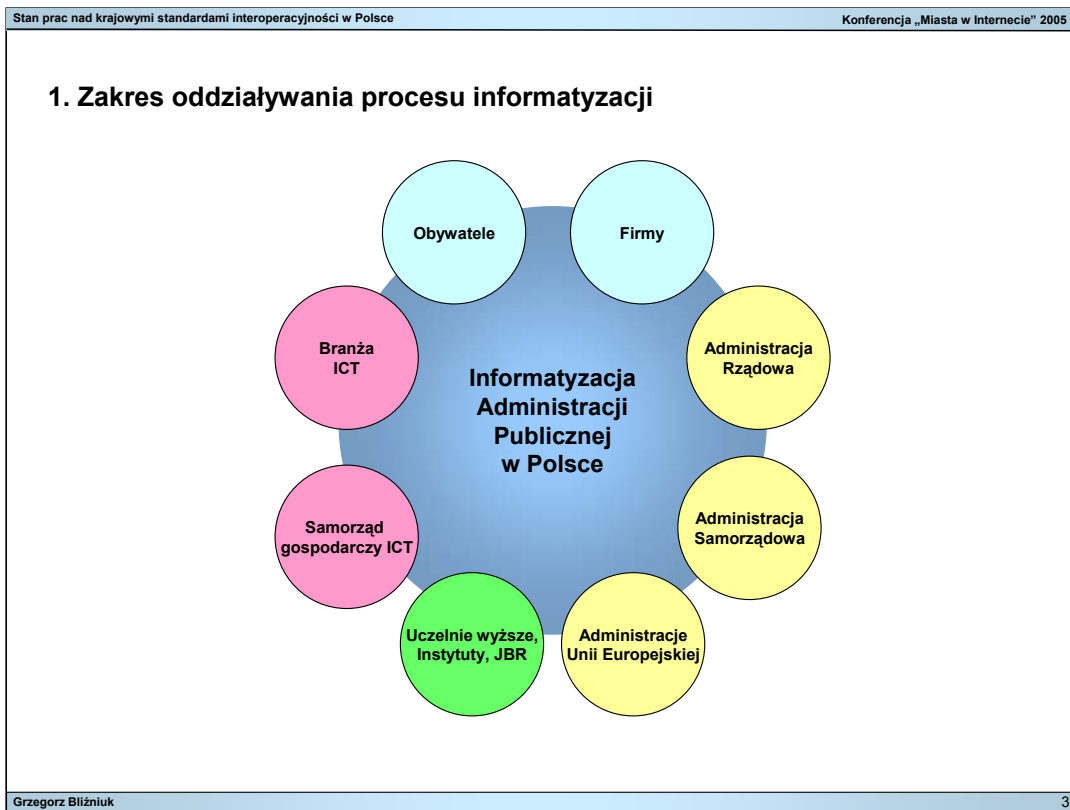 Stan prac nad krajowymi standardami interoperacyjności w Polsce
Konferencja „Miasta w Internecie” 2005
1. Zakres oddziaływania procesu informatyzacji
Obywatele
Firmy
Branża
ICT
Administracja
Rządowa
Informatyzacja
Administracji
Publicznej
w Polsce
Samorząd
gospodarczy ICT
Administracja
Samorządowa
Uczelnie wyższe,
Instytuty, JBR
Administracje
Unii Europejskiej
Grzegorz Bliźniuk
3